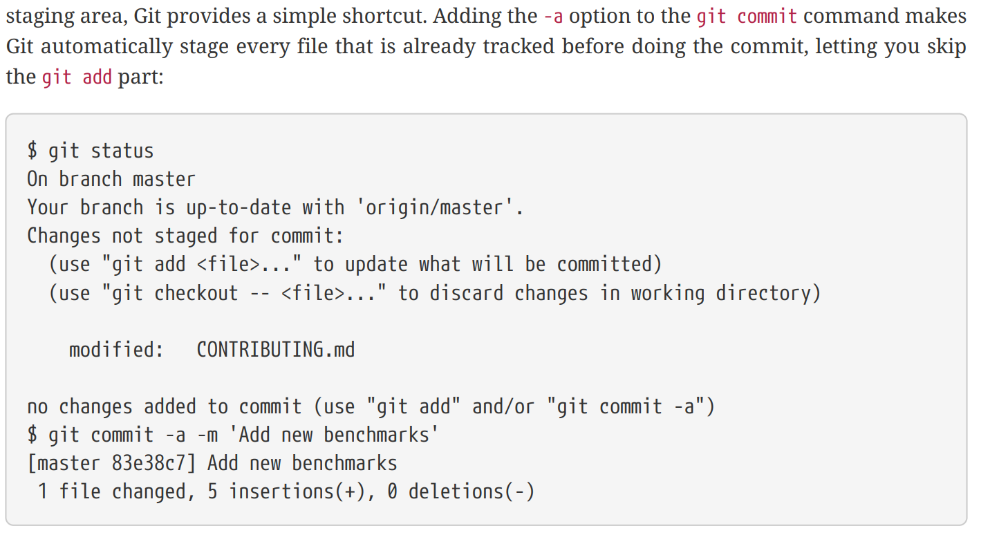 staging area, Git provides a simple shortcut. Adding the -a option to the git commit command makes
Git automatically stage every file that is already tracked before doing the commit, letting you skip
the git add part:
$ git status
On branch master
Your branch is up-to-date with 'origin/master'.
Changes not staged for commit:
  (use "git add <file>..." to update what will be committed)
  (use "git checkout -- <file>..." to discard changes in working directory)
    modified:   CONTRIBUTING.md
no changes added to commit (use "git add" and/or "git commit -a")
$ git commit -a -m 'Add new benchmarks'
[master 83e38c7] Add new benchmarks
 1 file changed, 5 insertions(+), 0 deletions(-)